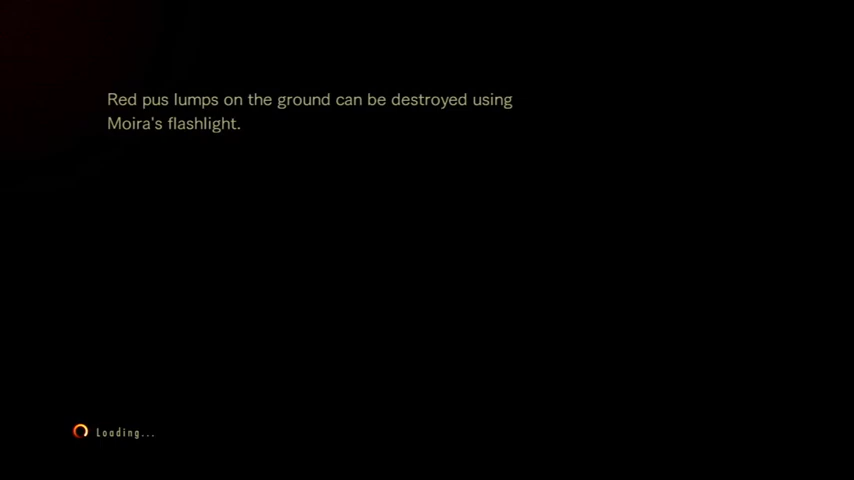 Red pus lumps on the ground can be destroyed using
Moira's flashlight.
Loading...